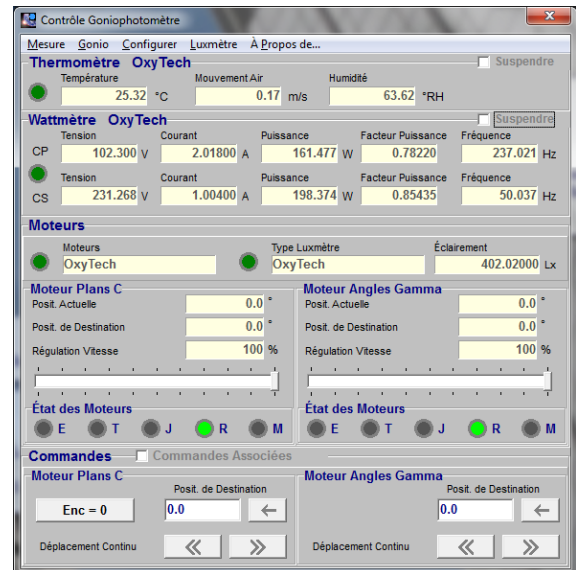 Contrôle Goniophotomètre
Mesure Gonio Configurer Luxmètre À Propos de...
Thermomètre OxyTech Suspendre
Température Mouvement Air Humidité
25.32 °C 0.17 m/s 63.62 °RH
Wattmètre OxyTech Suspendre
Tension Courant Puissance Facteur Puissance Fréquence
CP 102.300 V 2.01800 A 161.477 W 0.78220 237.021 Hz
Tension Courant Puissance Facteur Puissance Fréquence
CS 231.268 V 1.00400 A 198.374 W 0.85435 50.037 Hz
Moteurs
Moteurs Type Luxmètre Éclairement
OxyTech OxyTech 402.02000 Lx
Moteur Plans C Moteur Angles Gamma
Posit. Actuelle 0.0 ° Posit. Actuelle 0.0 °
Posit. de Destination 0.0 ° Posit. de Destination 0.0 °
Régulation Vitesse 100 % Régulation Vitesse 100 %
État des Moteurs État des Moteurs
E T J R M E T J R M
Commandes Commandes Associées
Moteur Plans C Moteur Angles Gamma
Posit. de Destination Posit. de Destination
Enc = 0 0.0 0.0
Déplacement Continu Déplacement Continu